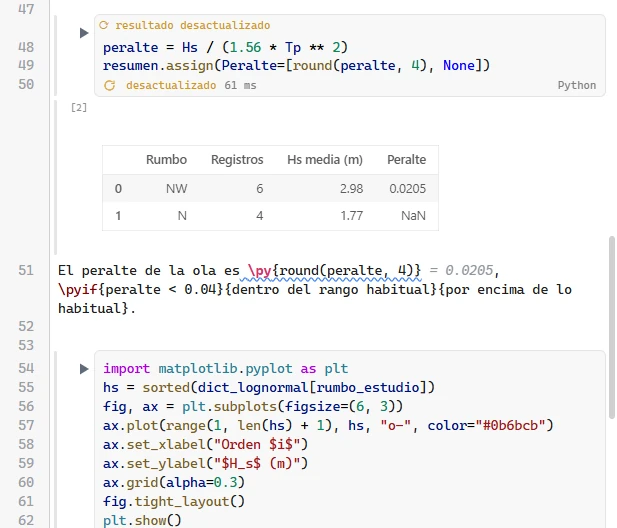 47
resultado desactualizado
48 peralte = Hs / (1.56 * Tp ** 2)
49 resumen.assign(Peralte=[round(peralte, 4), None])
50 desactualizado 61 ms Python
[2]
Rumbo Registros Hs media (m) Peralte
0 NW 6 2.98 0.0205
1 N 4 1.77 NaN
51 El peralte de la ola es \py{round(peralte, 4)} = 0.0205,
\pyif{peralte < 0.04}{dentro del rango habitual}{por encima de lo
habitual}.
52
53
54 import matplotlib.pyplot as plt
55 hs = sorted(dict_lognormal[rumbo_estudio])
56 fig, ax = plt.subplots(figsize=(6, 3))
57 ax.plot(range(1, len(hs) + 1), hs, "o-", color="#0b6bcb")
58 ax.set_xlabel("Orden $i$")
59 ax.set_ylabel("$H_s$ (m)")
60 ax.grid(alpha=0.3)
61 fig.tight_layout()
62 plt.show()